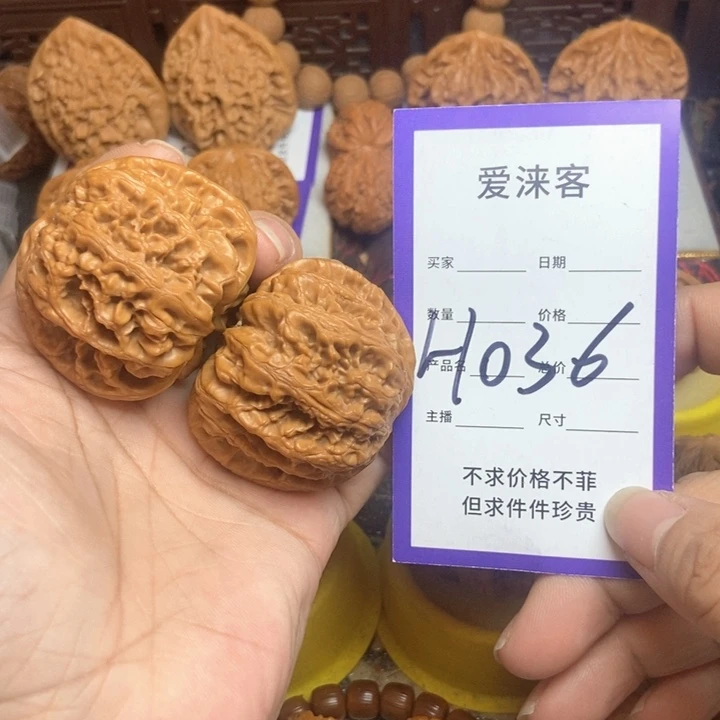 爱涞客
买家 日期
数量 价格
H036
产品名 总价
主播 尺寸
不求价格不菲
但求件件珍贵